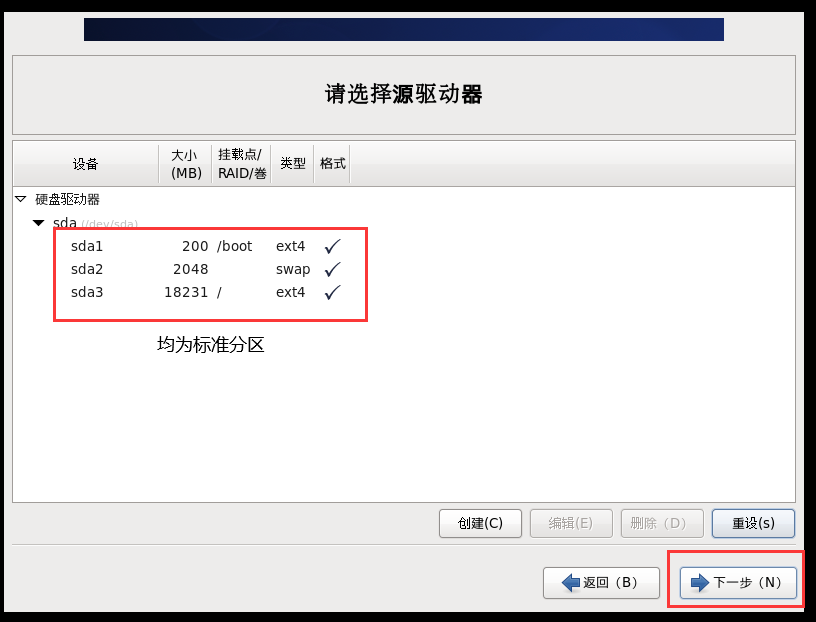 请选择源驱动器
设备
大小
(MB)
挂载点/
RAID/卷
类型
格式
硬盘驱动器
sda (/dev/sda)
sda1 200 /boot ext4 ✓
sda2 2048 swap ✓
sda3 18231 / ext4 ✓
均为标准分区
创建(C)
编辑(E)
删除（D）
重设(s)
返回（B）
下一步（N）